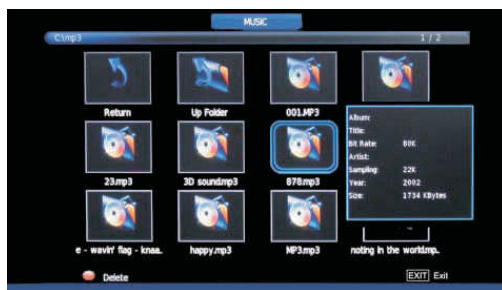 MUSIC
C:\mp3 1 / 2
Return Up Folder 001.MP3
Album:
Title:
Bit Rate: 80K
Artist:
Sampling: 22K
Year: 2002
Size: 1734 KBytes
23.mp3 3D sound.mp3 878.mp3
e - wavin' flag - knaa.. happy.mp3 MP3.mp3 noting in the world.mp..
Delete EXIT Exit